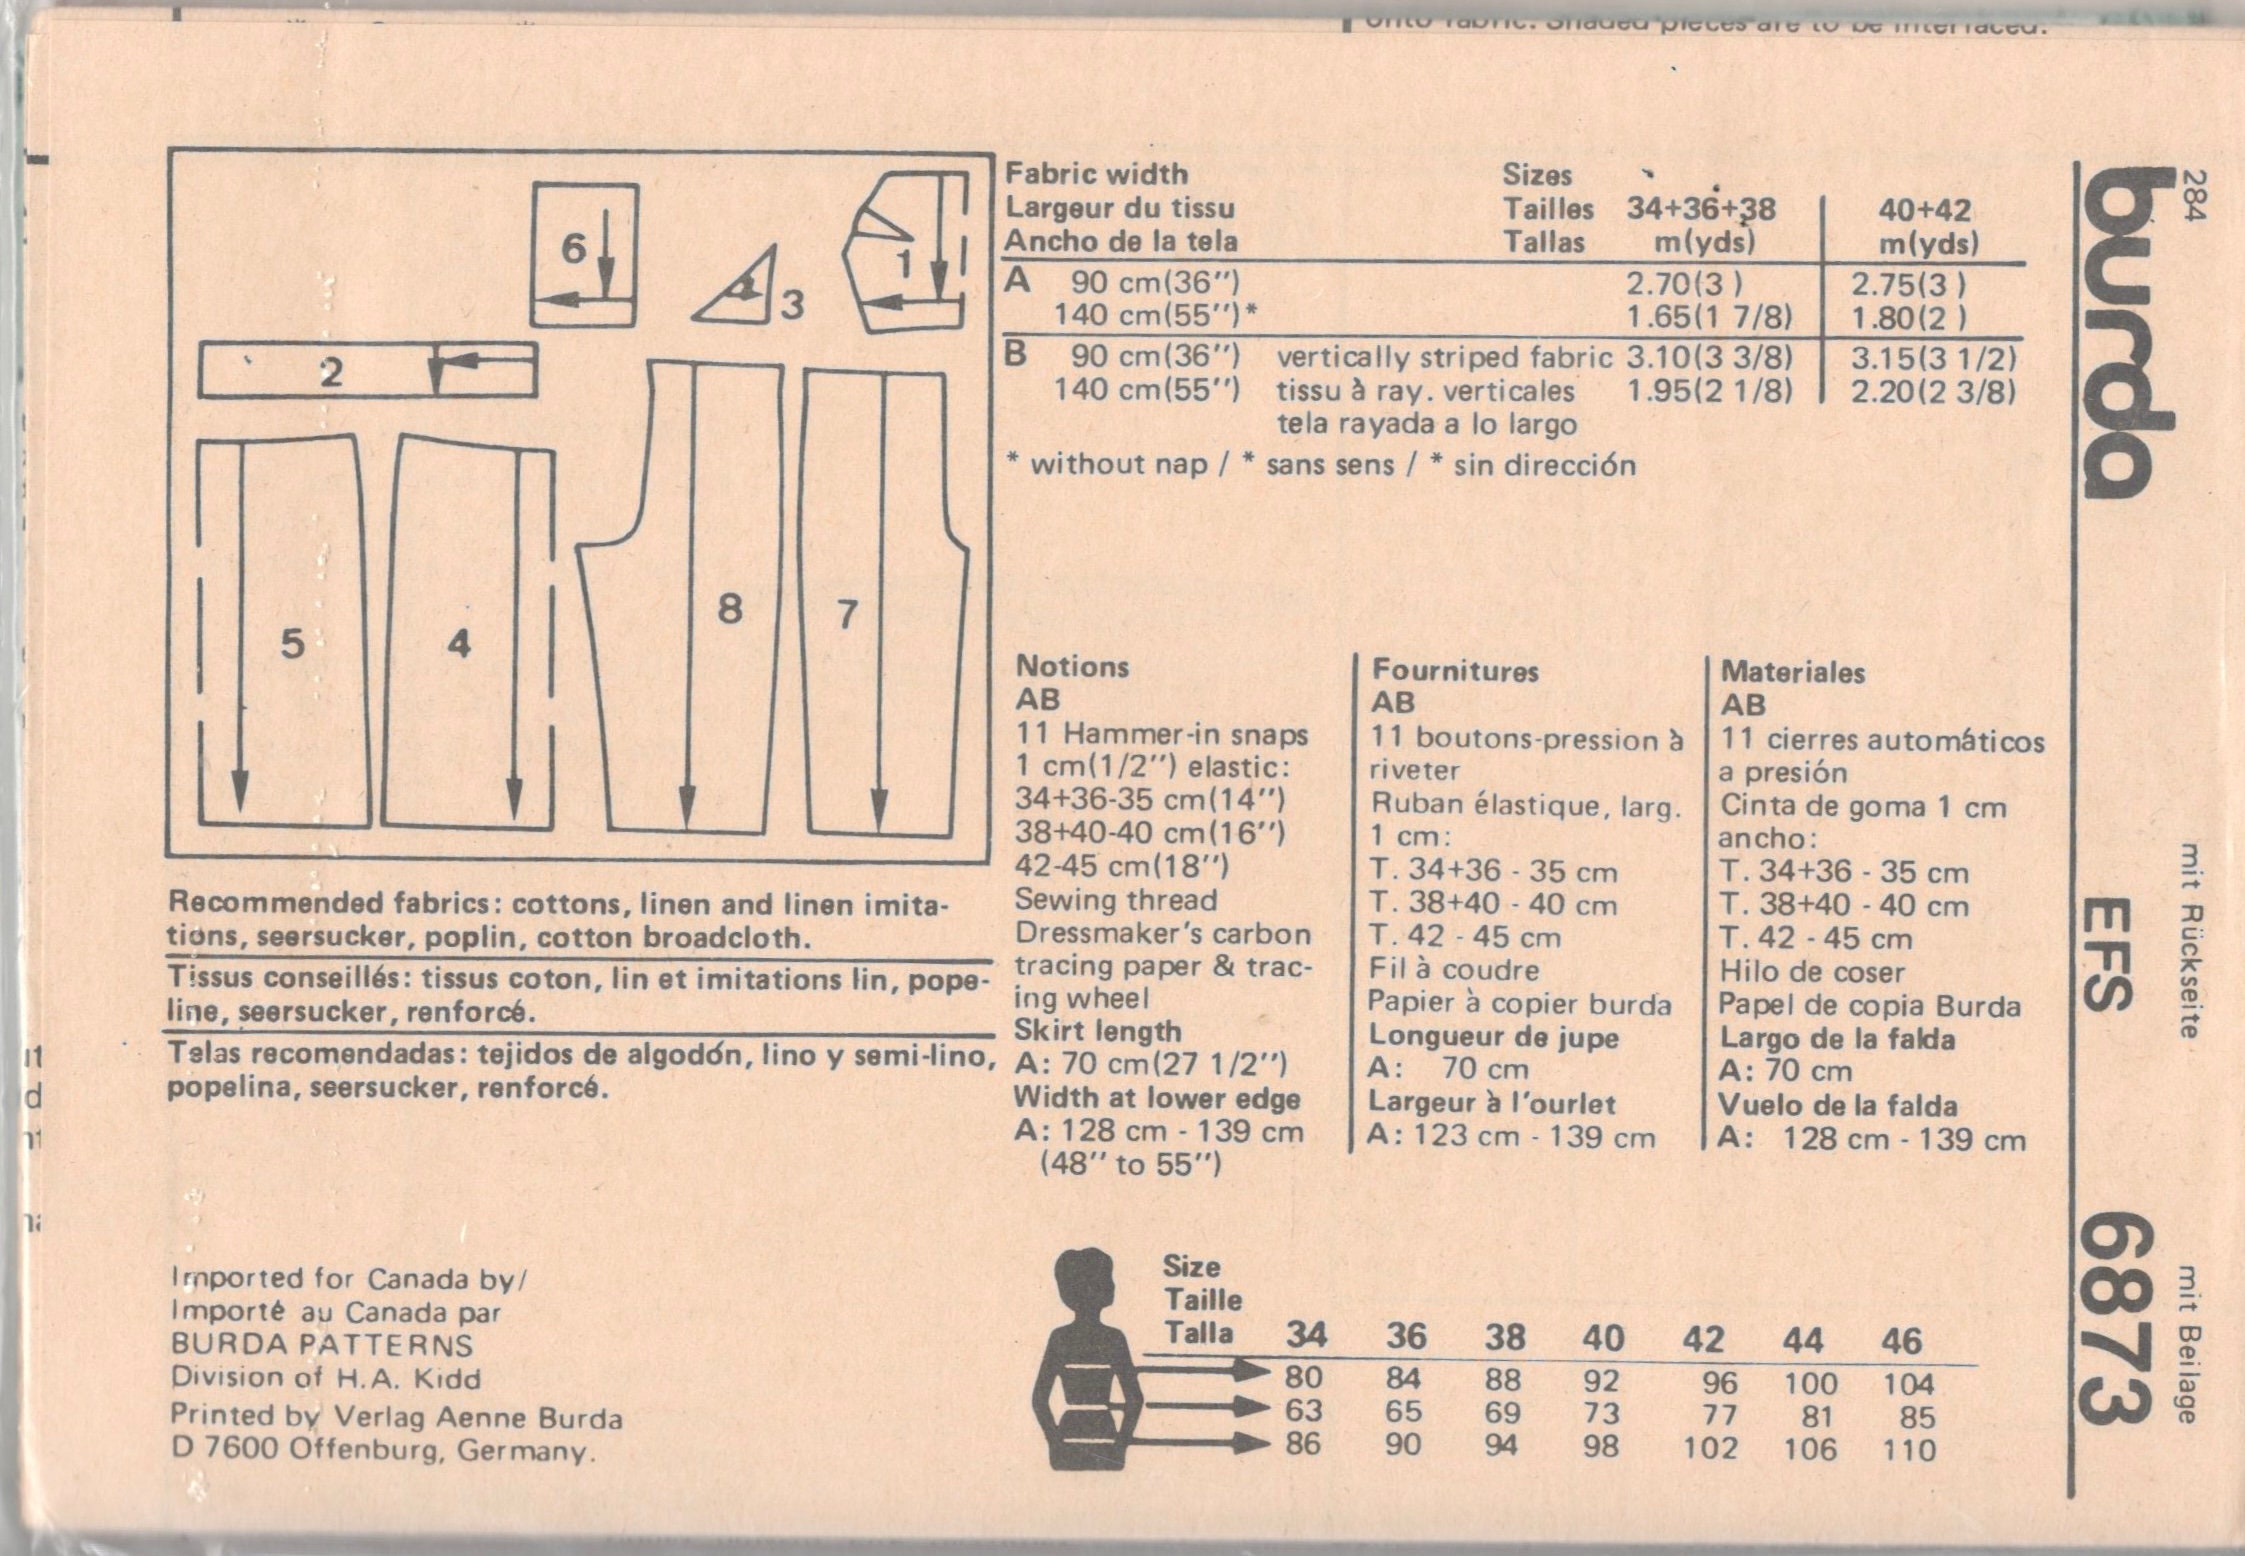 onto fabric. Shaded pieces are to be interfaced.
6
1
3
2
5
4
8
7
Fabric width Sizes
Largeur du tissu Tailles 34+36+38 40+42
Ancho de la tela Tallas m(yds) m(yds)
A 90 cm(36'') 2.70(3 ) 2.75(3 )
140 cm(55'')* 1.65(1 7/8) 1.80(2 )
B 90 cm(36'') vertically striped fabric 3.10(3 3/8) 3.15(3 1/2)
140 cm(55'') tissu à ray. verticales 1.95(2 1/8) 2.20(2 3/8)
tela rayada a lo largo
* without nap / * sans sens / * sin dirección
Notions
AB
11 Hammer-in snaps
1 cm(1/2'') elastic:
34+36-35 cm(14'')
38+40-40 cm(16'')
42-45 cm(18'')
Sewing thread
Dressmaker's carbon
tracing paper & trac-
ing wheel
Skirt length
A: 70 cm(27 1/2'')
Width at lower edge
A: 128 cm - 139 cm
(48'' to 55'')
Fournitures
AB
11 boutons-pression à
riveter
Ruban élastique, larg.
1 cm:
T. 34+36 - 35 cm
T. 38+40 - 40 cm
T. 42 - 45 cm
Fil à coudre
Papier à copier burda
Longueur de jupe
A: 70 cm
Largeur à l'ourlet
A: 123 cm - 139 cm
Materiales
AB
11 cierres automáticos
a presión
Cinta de goma 1 cm
ancho:
T. 34+36 - 35 cm
T. 38+40 - 40 cm
T. 42 - 45 cm
Hilo de coser
Papel de copia Burda
Largo de la falda
A: 70 cm
Vuelo de la falda
A: 128 cm - 139 cm
Recommended fabrics: cottons, linen and linen imita-
tions, seersucker, poplin, cotton broadcloth.
Tissus conseillés: tissus coton, lin et imitations lin, pope-
line, seersucker, renforcé.
Telas recomendadas: tejidos de algodón, lino y semi-lino,
popelina, seersucker, renforcé.
Imported for Canada by/
Importé au Canada par
BURDA PATTERNS
Division of H.A. Kidd
Printed by Verlag Aenne Burda
D 7600 Offenburg, Germany.
Size
Taille
Talla 34 36 38 40 42 44 46
80 84 88 92 96 100 104
63 65 69 73 77 81 85
86 90 94 98 102 106 110
burda EFS 6873
284 mit Rückseite mit Beilage